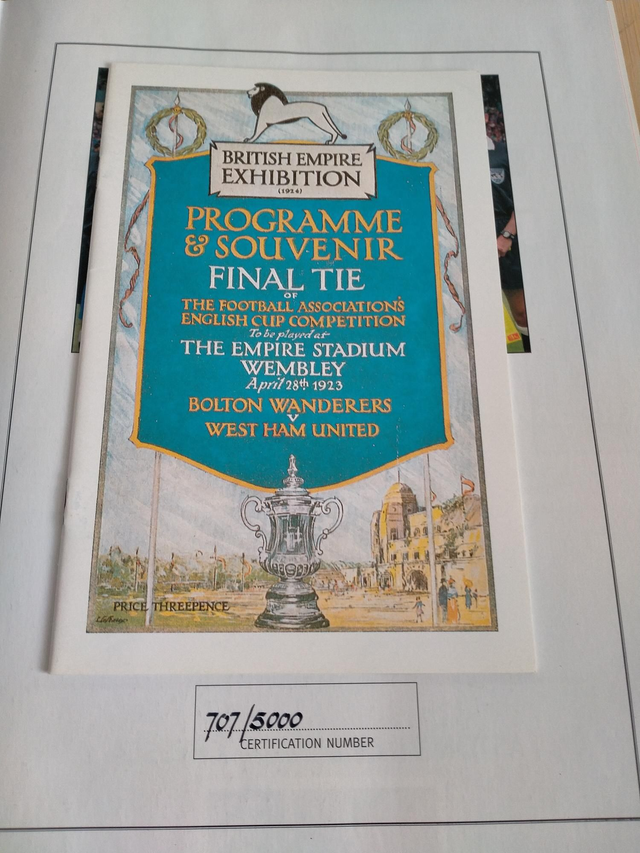 BRITISH EMPIRE
EXHIBITION
(1924)
PROGRAMME
& SOUVENIR
FINAL TIE
OF
THE FOOTBALL ASSOCIATION'S
ENGLISH CUP COMPETITION
To be played at
THE EMPIRE STADIUM
WEMBLEY
April 28th 1923
BOLTON WANDERERS
V
WEST HAM UNITED
PRICE THREEPENCE
707/5000
CERTIFICATION NUMBER